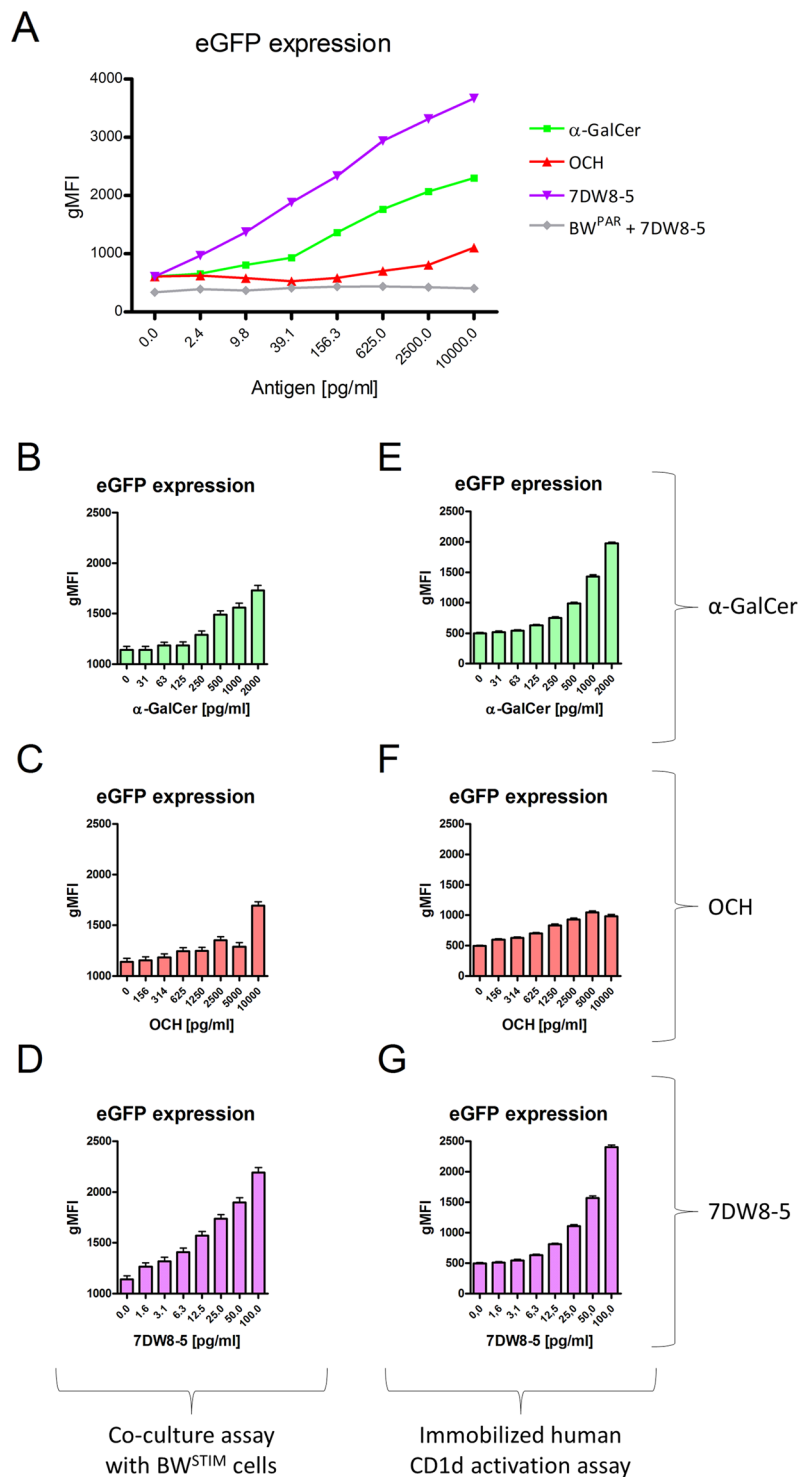 A
eGFP expression
4000
3000
2000
1000
0
gMFI
0.0
2.4
9.8
39.1
156.3
625.0
2500.0
10000.0
Antigen [pg/ml]
α-GalCer
OCH
7DW8-5
BWPAR + 7DW8-5
B
eGFP expression
2500
2000
1500
1000
gMFI
0
31
63
125
250
500
1000
2000
α-GalCer [pg/ml]
E
eGFP epression
2500
2000
1500
1000
500
0
gMFI
0
31
63
125
250
500
1000
2000
α-GalCer [pg/ml]
α-GalCer
C
eGFP expression
2500
2000
1500
1000
gMFI
0
156
314
625
1250
2500
5000
10000
OCH [pg/ml]
F
eGFP expression
2500
2000
1500
1000
500
0
gMFI
0
156
314
625
1250
2500
5000
10000
OCH [pg/ml]
OCH
D
eGFP expression
2500
2000
1500
1000
gMFI
0.0
1.6
3.1
6.3
12.5
25.0
50.0
100.0
7DW8-5 [pg/ml]
G
eGFP expression
2500
2000
1500
1000
500
0
gMFI
0,0
1,6
3,1
6,3
12,5
25,0
50,0
100,0
7DW8-5 [pg/ml]
7DW8-5
Co-culture assay
with BWSTIM cells
Immobilized human
CD1d activation assay